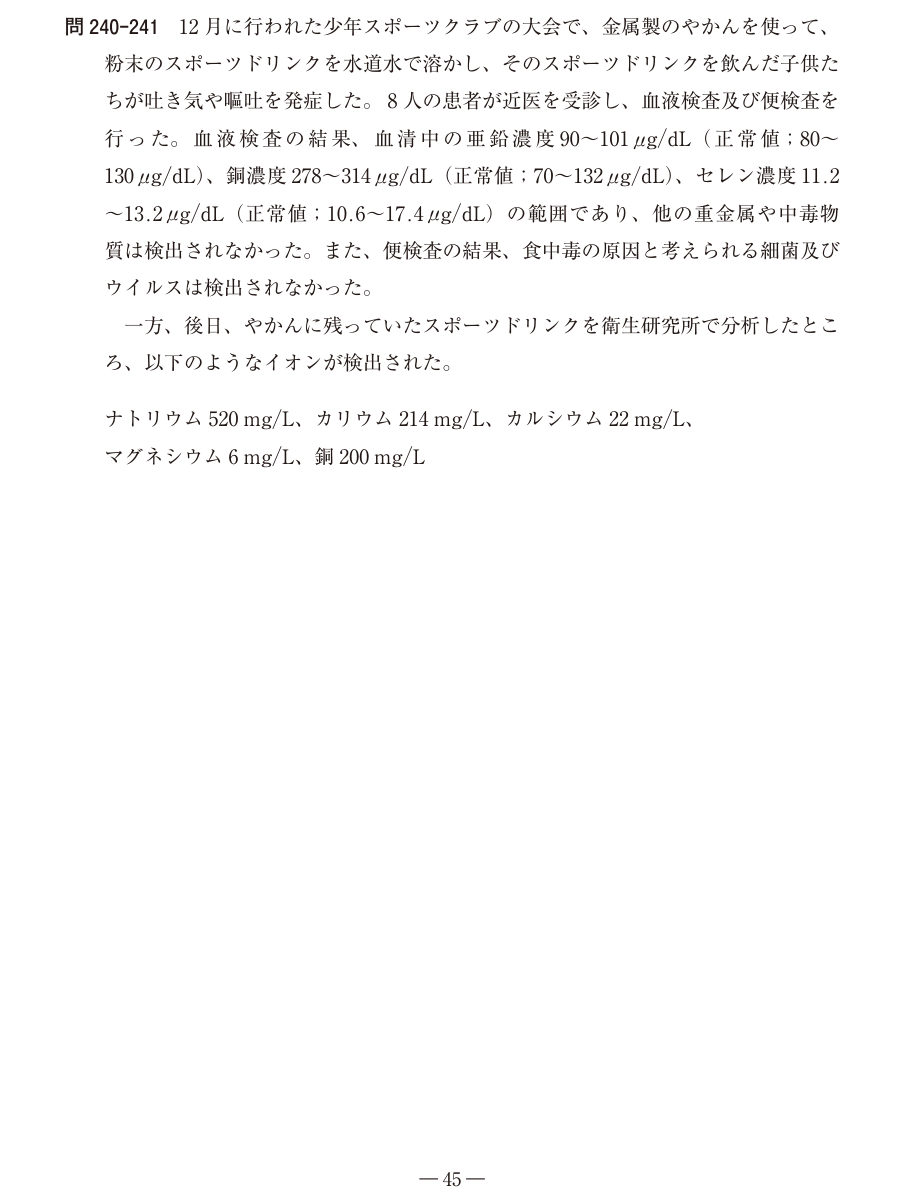 問 240-241　12 月に行われた少年スポーツクラブの大会で、金属製のやかんを使って、
粉末のスポーツドリンクを水道水で溶かし、そのスポーツドリンクを飲んだ子供た
ちが吐き気や嘔吐を発症した。8 人の患者が近医を受診し、血液検査及び便検査を
行った。血液検査の結果、血清中の亜鉛濃度 90〜101 μg/dL（正常値；80〜
130 μg/dL）、銅濃度 278〜314 μg/dL（正常値；70〜132 μg/dL）、セレン濃度 11.2
〜13.2 μg/dL（正常値；10.6〜17.4 μg/dL）の範囲であり、他の重金属や中毒物
質は検出されなかった。また、便検査の結果、食中毒の原因と考えられる細菌及び
ウイルスは検出されなかった。
一方、後日、やかんに残っていたスポーツドリンクを衛生研究所で分析したとこ
ろ、以下のようなイオンが検出された。
ナトリウム 520 mg/L、カリウム 214 mg/L、カルシウム 22 mg/L、
マグネシウム 6 mg/L、銅 200 mg/L
― 45 ―